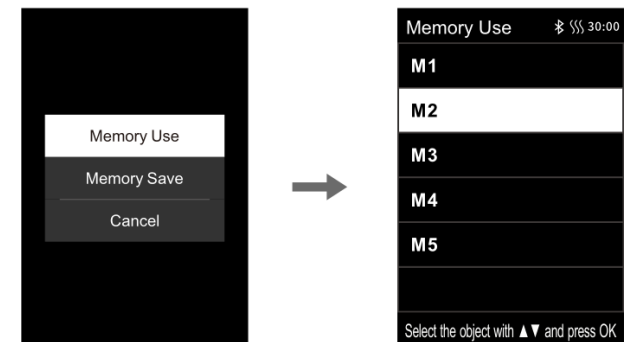 Memory Use
Memory Save
Cancel
Memory Use 30:00
M1
M2
M3
M4
M5
Select the object with ▲▼ and press OK